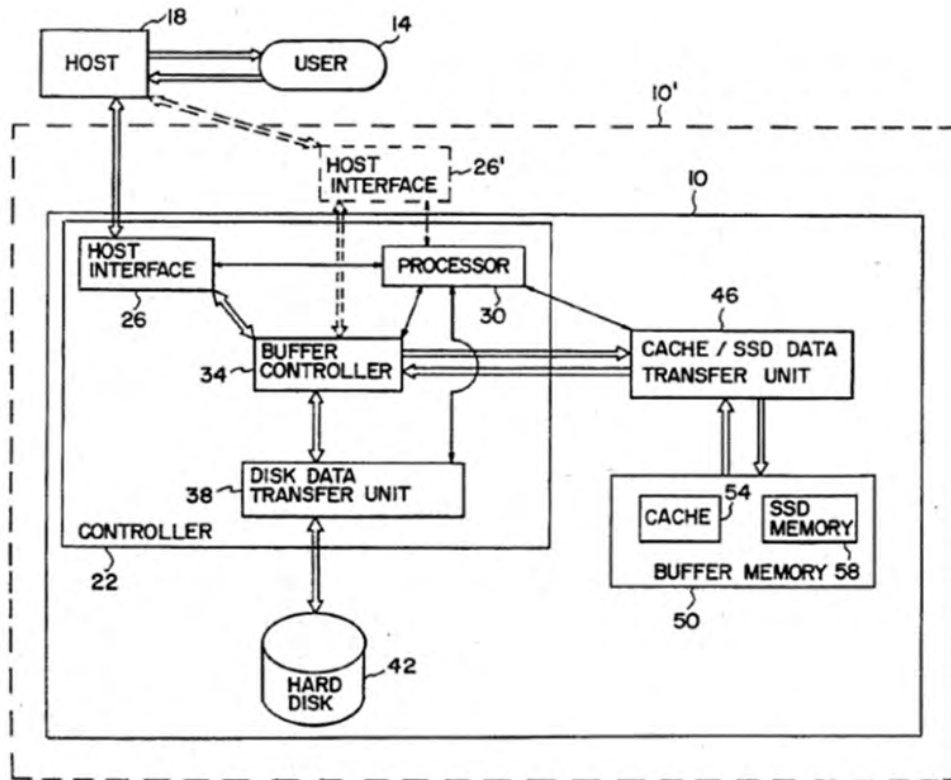 18
HOST
14
USER
10'
HOST
INTERFACE
26'
10
HOST
INTERFACE
26
PROCESSOR
30
46
CACHE / SSD DATA
TRANSFER UNIT
34
BUFFER
CONTROLLER
38
DISK DATA
TRANSFER UNIT
CONTROLLER
22
54
CACHE
SSD
MEMORY
BUFFER MEMORY 58
50
42
HARD
DISK